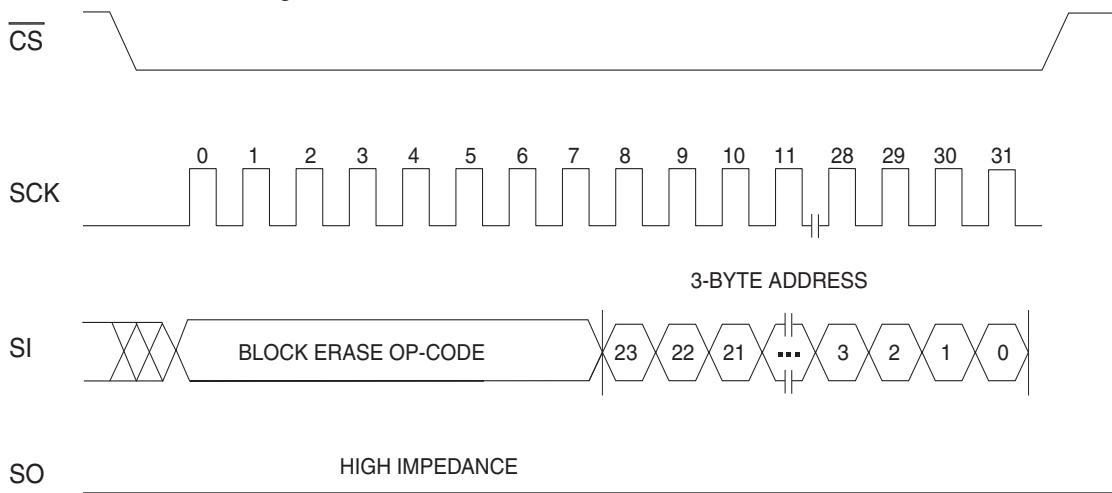 CS
0 1 2 3 4 5 6 7 8 9 10 11 28 29 30 31
SCK
3-BYTE ADDRESS
SI BLOCK ERASE OP-CODE 23 22 21 ... 3 2 1 0
HIGH IMPEDANCE
SO